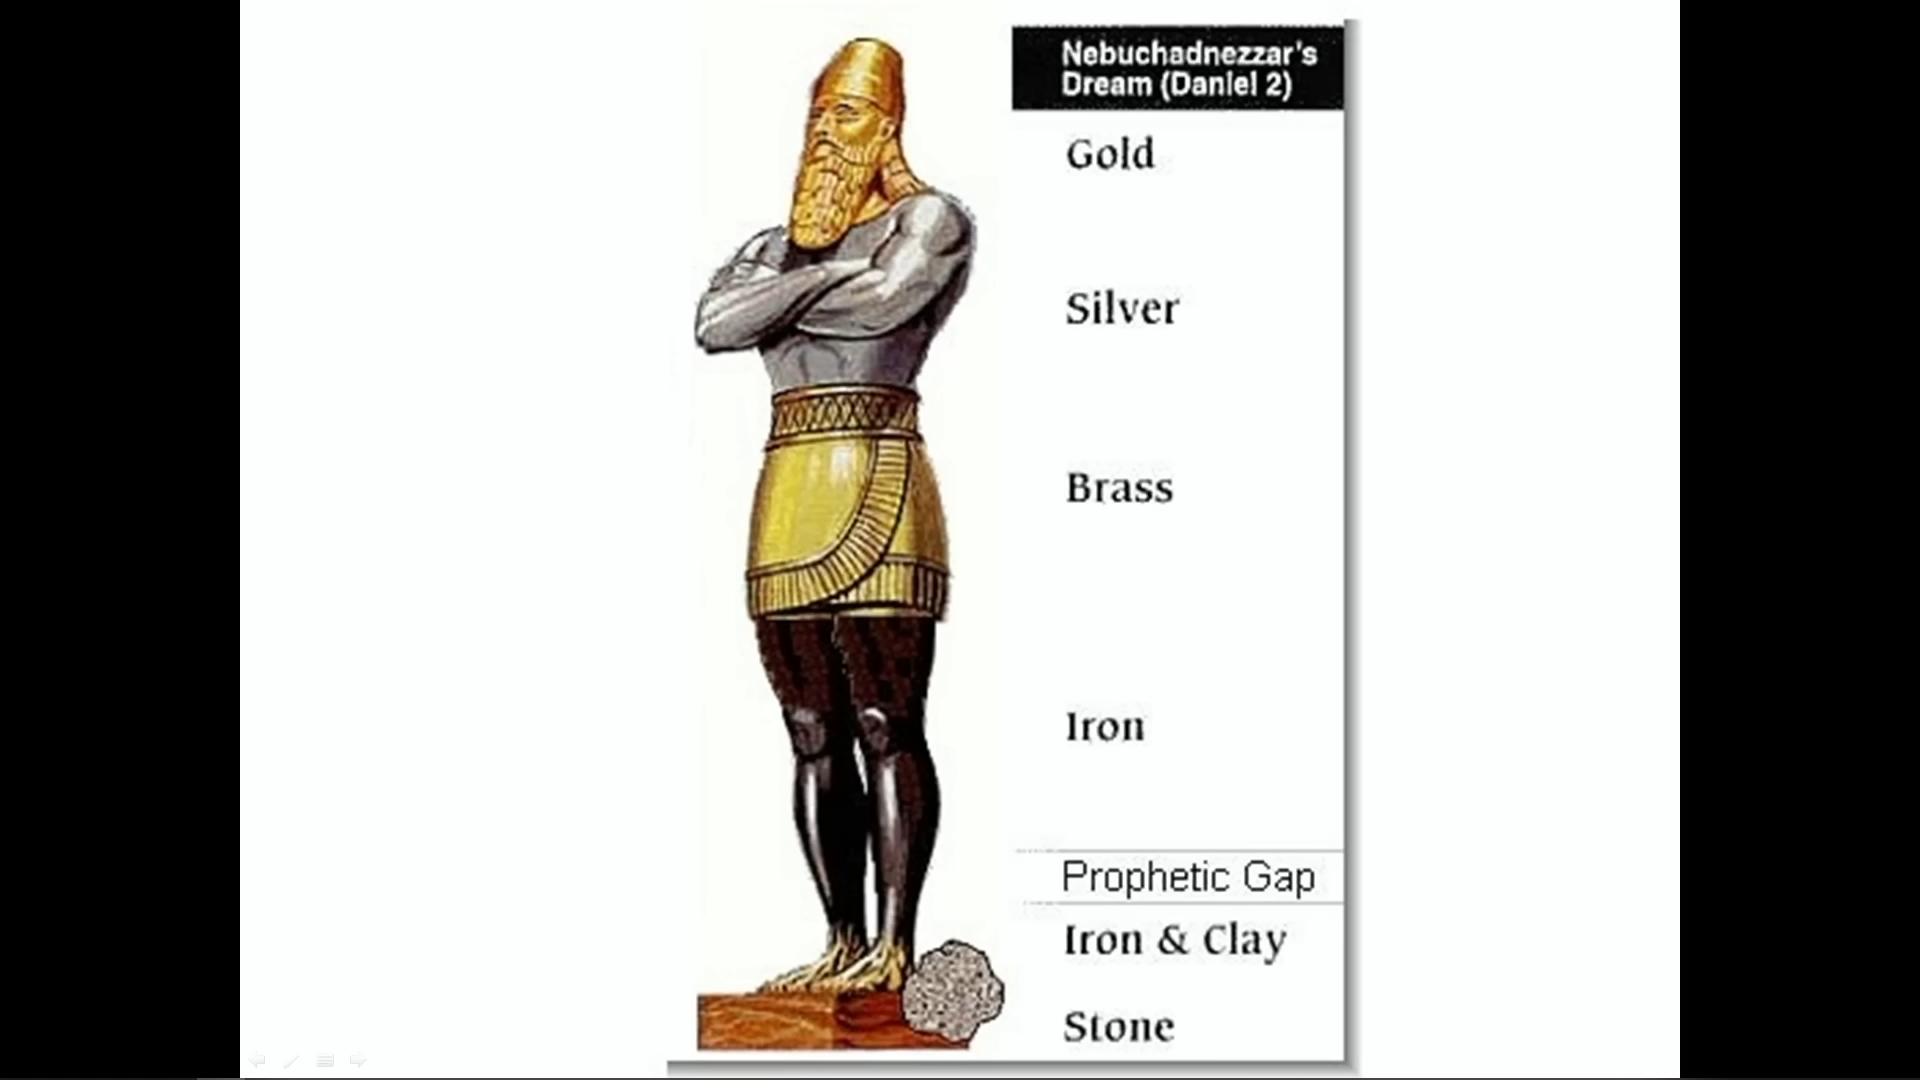 Nebuchadnezzar's
Dream (Daniel 2)
Gold
Silver
Brass
Iron
Prophetic Gap
Iron & Clay
Stone